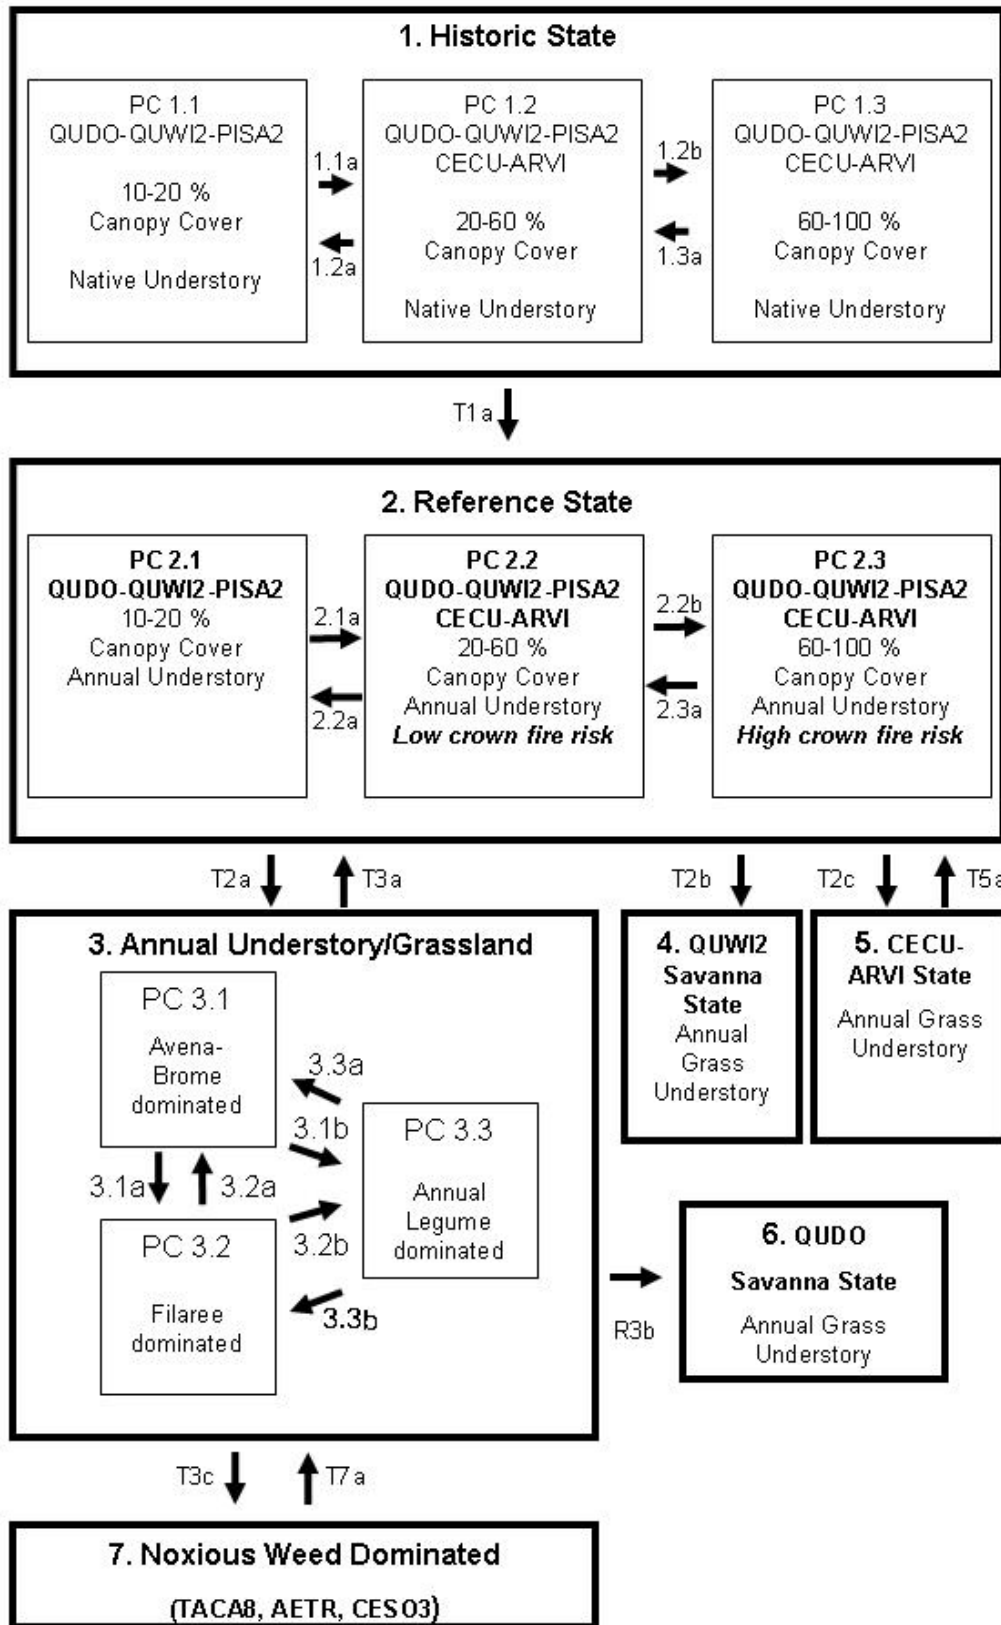 1. Historic State
PC 1.1
QUDO-QUWI2-PISA2
10-20 %
Canopy Cover
Native Understory
1.1a
1.2a
PC 1.2
QUDO-QUWI2-PISA2
CECU-ARVI
20-60 %
Canopy Cover
Native Understory
1.2b
1.3a
PC 1.3
QUDO-QUWI2-PISA2
CECU-ARVI
60-100 %
Canopy Cover
Native Understory
T1a
2. Reference State
PC 2.1
QUDO-QUWI2-PISA2
10-20 %
Canopy Cover
Annual Understory
2.1a
2.2a
PC 2.2
QUDO-QUWI2-PISA2
CECU-ARVI
20-60 %
Canopy Cover
Annual Understory
Low crown fire risk
2.2b
2.3a
PC 2.3
QUDO-QUWI2-PISA2
CECU-ARVI
60-100 %
Canopy Cover
Annual Understory
High crown fire risk
T2a
T3a
T2b
T2c
T5a
3. Annual Understory/Grassland
PC 3.1
Avena-
Brome
dominated
3.3a
3.1b
3.1a
3.2a
PC 3.3
Annual
Legume
dominated
PC 3.2
Filaree
dominated
3.2b
3.3b
4. QUWI2
Savanna
State
Annual
Grass
Understory
5. CECU-
ARVI State
Annual Grass
Understory
R3b
6. QUDO
Savanna State
Annual Grass
Understory
T3c
T7a
7. Noxious Weed Dominated
(TACA8, AETR, CESO3)